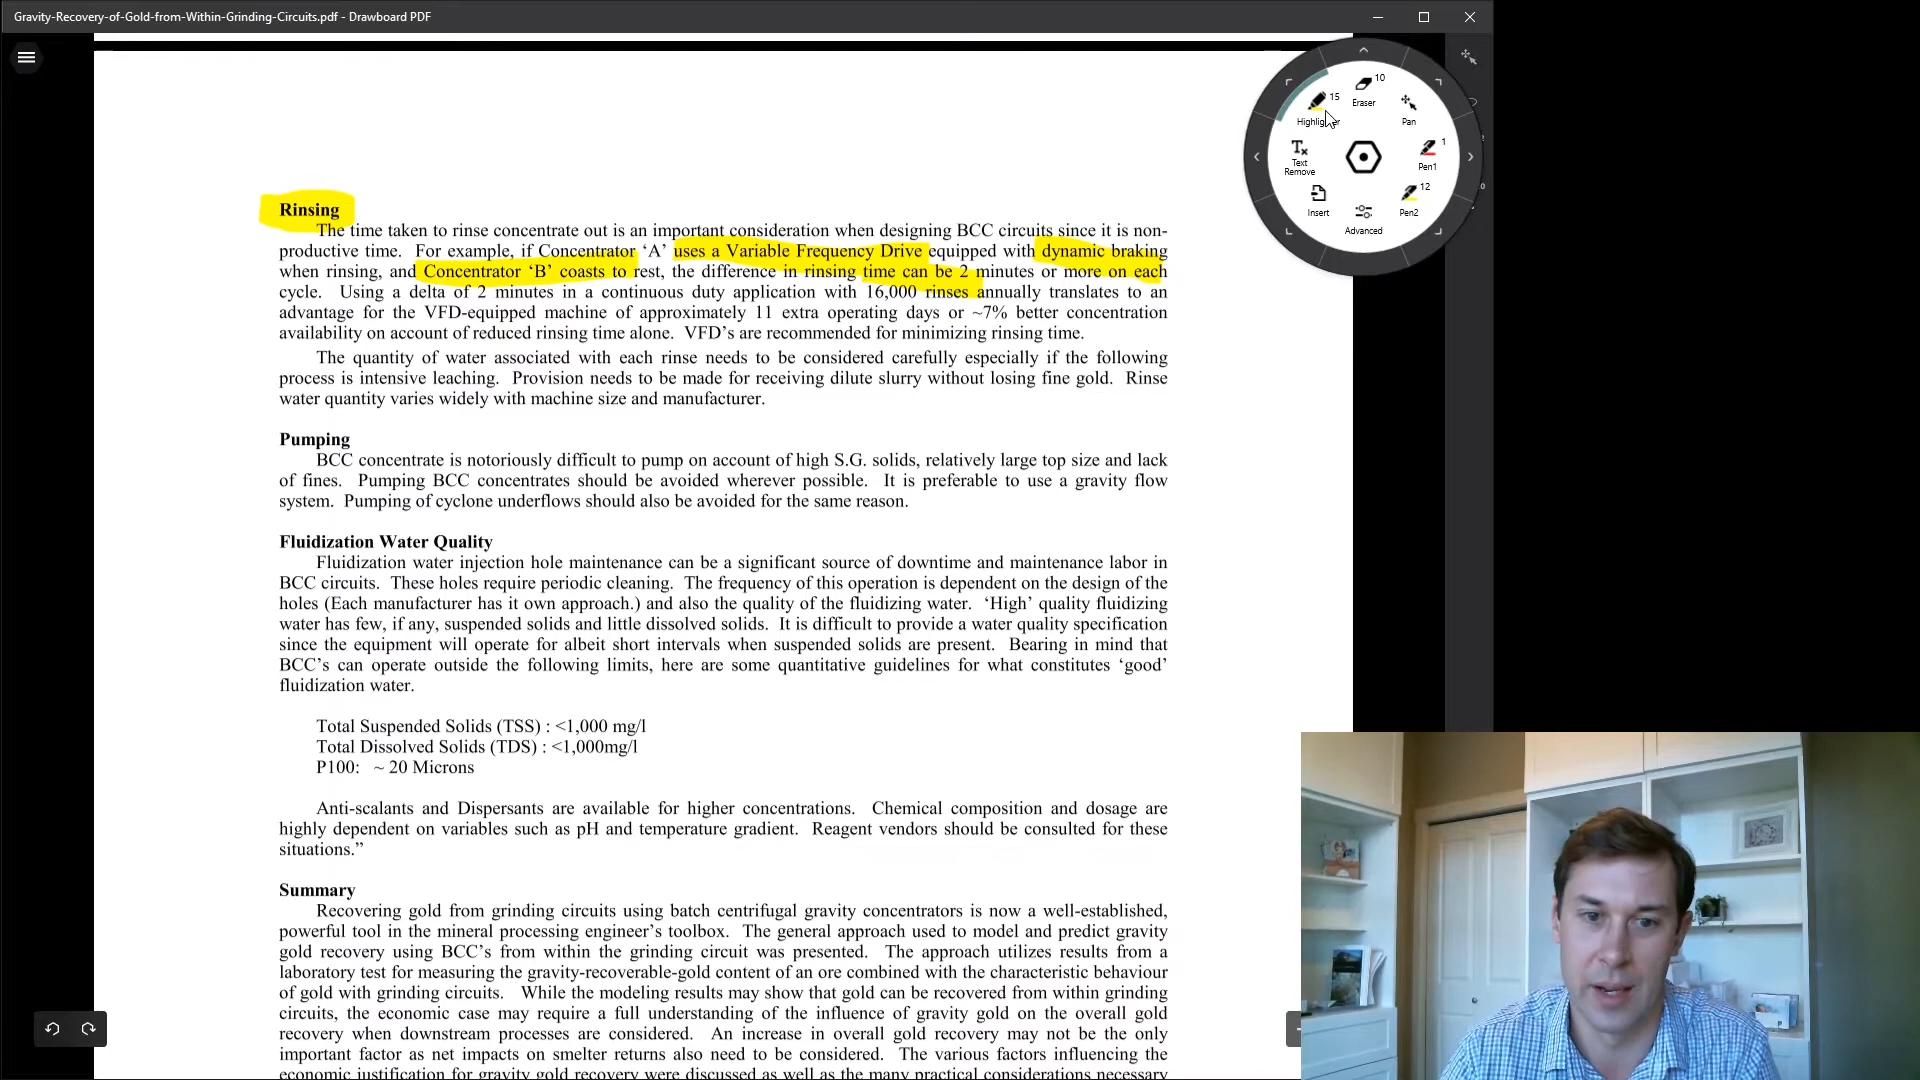 Gravity-Recovery-of-Gold-from-Within-Grinding-Circuits.pdf - Drawboard PDF
15
Highlighter
10
Eraser
Pan
Text
Remove
1
Pen1
Insert
12
Pen2
Advanced
Rinsing
The time taken to rinse concentrate out is an important consideration when designing BCC circuits since it is non-
productive time. For example, if Concentrator ‘A’ uses a Variable Frequency Drive equipped with dynamic braking
when rinsing, and Concentrator ‘B’ coasts to rest, the difference in rinsing time can be 2 minutes or more on each
cycle. Using a delta of 2 minutes in a continuous duty application with 16,000 rinses annually translates to an
advantage for the VFD-equipped machine of approximately 11 extra operating days or ~7% better concentration
availability on account of reduced rinsing time alone. VFD’s are recommended for minimizing rinsing time.
The quantity of water associated with each rinse needs to be considered carefully especially if the following
process is intensive leaching. Provision needs to be made for receiving dilute slurry without losing fine gold. Rinse
water quantity varies widely with machine size and manufacturer.
Pumping
BCC concentrate is notoriously difficult to pump on account of high S.G. solids, relatively large top size and lack
of fines. Pumping BCC concentrates should be avoided wherever possible. It is preferable to use a gravity flow
system. Pumping of cyclone underflows should also be avoided for the same reason.
Fluidization Water Quality
Fluidization water injection hole maintenance can be a significant source of downtime and maintenance labor in
BCC circuits. These holes require periodic cleaning. The frequency of this operation is dependent on the design of the
holes (Each manufacturer has it own approach.) and also the quality of the fluidizing water. ‘High’ quality fluidizing
water has few, if any, suspended solids and little dissolved solids. It is difficult to provide a water quality specification
since the equipment will operate for albeit short intervals when suspended solids are present. Bearing in mind that
BCC’s can operate outside the following limits, here are some quantitative guidelines for what constitutes ‘good’
fluidization water.
Total Suspended Solids (TSS) : <1,000 mg/l
Total Dissolved Solids (TDS) : <1,000mg/l
P100: ~ 20 Microns
Anti-scalants and Dispersants are available for higher concentrations. Chemical composition and dosage are
highly dependent on variables such as pH and temperature gradient. Reagent vendors should be consulted for these
situations.”
Summary
Recovering gold from grinding circuits using batch centrifugal gravity concentrators is now a well-established,
powerful tool in the mineral processing engineer’s toolbox. The general approach used to model and predict gravity
gold recovery using BCC’s from within the grinding circuit was presented. The approach utilizes results from a
laboratory test for measuring the gravity-recoverable-gold content of an ore combined with the characteristic behaviour
of gold with grinding circuits. While the modeling results may show that gold can be recovered from within grinding
circuits, the economic case may require a full understanding of the influence of gravity gold on the overall gold
recovery when downstream processes are considered. An increase in overall gold recovery may not be the only
important factor as net impacts on smelter returns also need to be considered. The various factors influencing the
economic justification for gravity gold recovery were discussed as well as the many practical considerations necessary